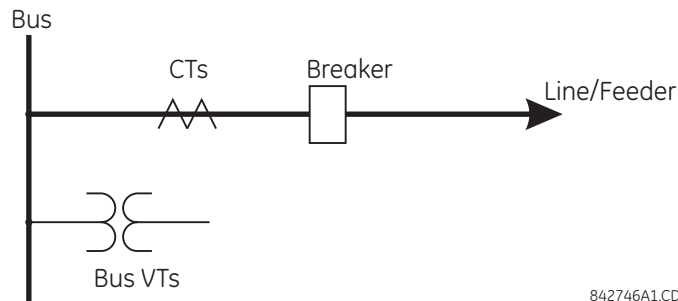 Bus
CTs
Breaker
Line/Feeder
Bus VTs
842746A1.CD